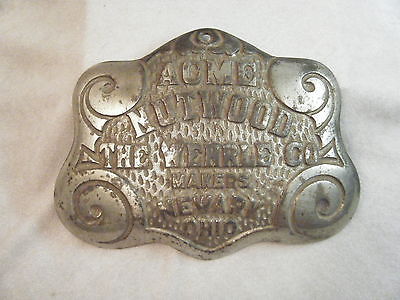 ACME
NUTWOOD
THE WEHRLE CO
MAKERS
NEWARK
OHIO